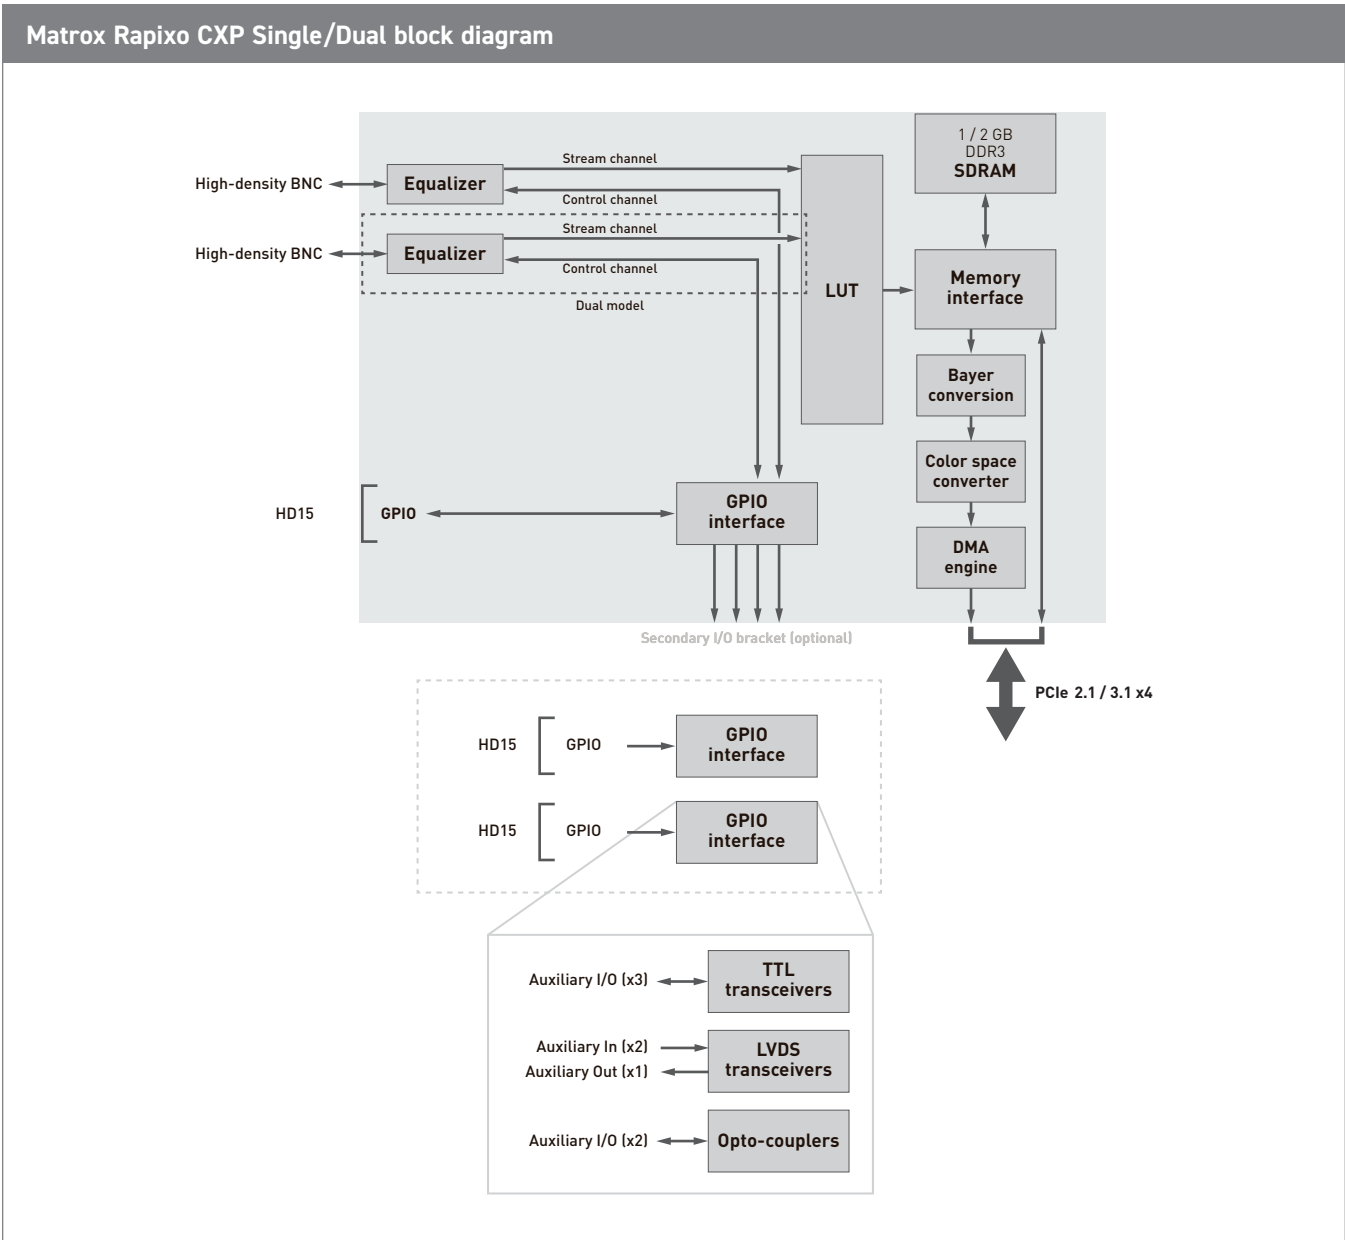 Matrox Rapixo CXP Single/Dual block diagram
1 / 2 GB
DDR3
SDRAM
High-density BNC
Equalizer
Stream channel
Control channel
High-density BNC
Equalizer
Stream channel
Control channel
Dual model
LUT
Memory
interface
Bayer
conversion
Color space
converter
DMA
engine
HD15
GPIO
GPIO
interface
Secondary I/O bracket (optional)
PCIe 2.1 / 3.1 x4
HD15
GPIO
GPIO
interface
HD15
GPIO
GPIO
interface
Auxiliary I/O (x3)
TTL
transceivers
Auxiliary In (x2)
Auxiliary Out (x1)
LVDS
transceivers
Auxiliary I/O (x2)
Opto-couplers